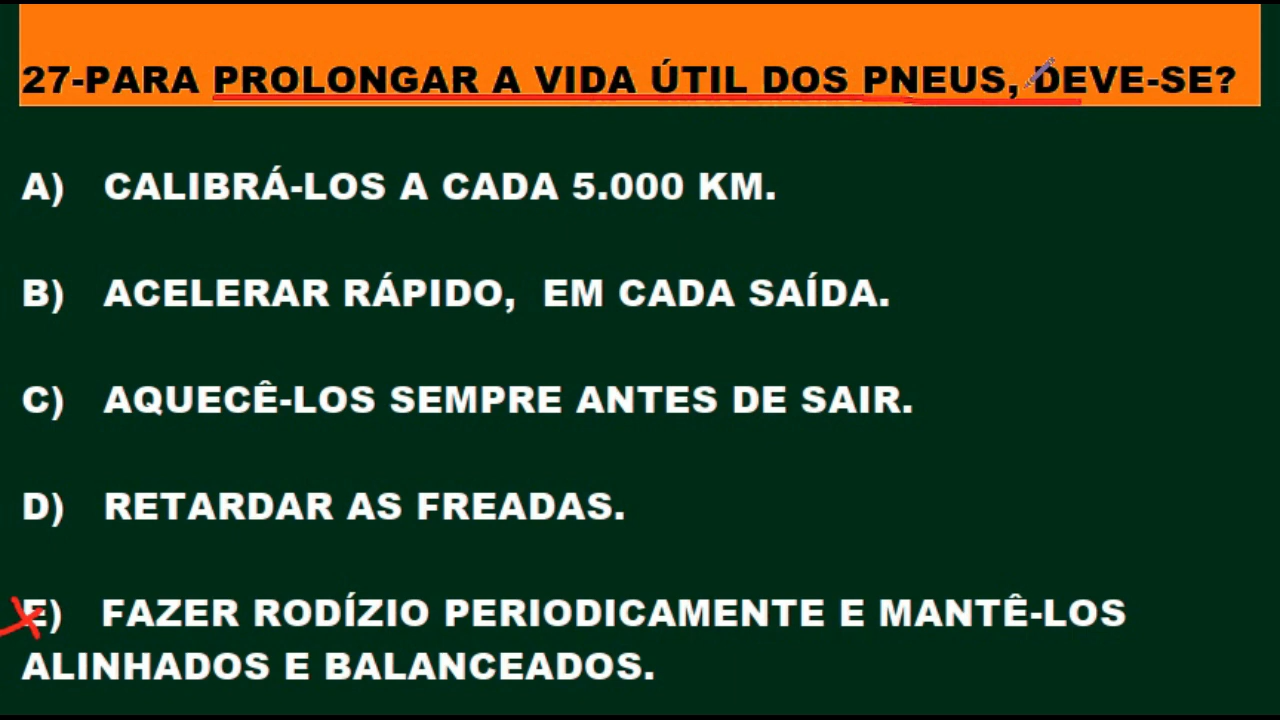 27-PARA PROLONGAR A VIDA ÚTIL DOS PNEUS, DEVE-SE?
A) CALIBRÁ-LOS A CADA 5.000 KM.
B) ACELERAR RÁPIDO, EM CADA SAÍDA.
C) AQUECÊ-LOS SEMPRE ANTES DE SAIR.
D) RETARDAR AS FREADAS.
E) FAZER RODÍZIO PERIODICAMENTE E MANTÊ-LOS
ALINHADOS E BALANCEADOS.